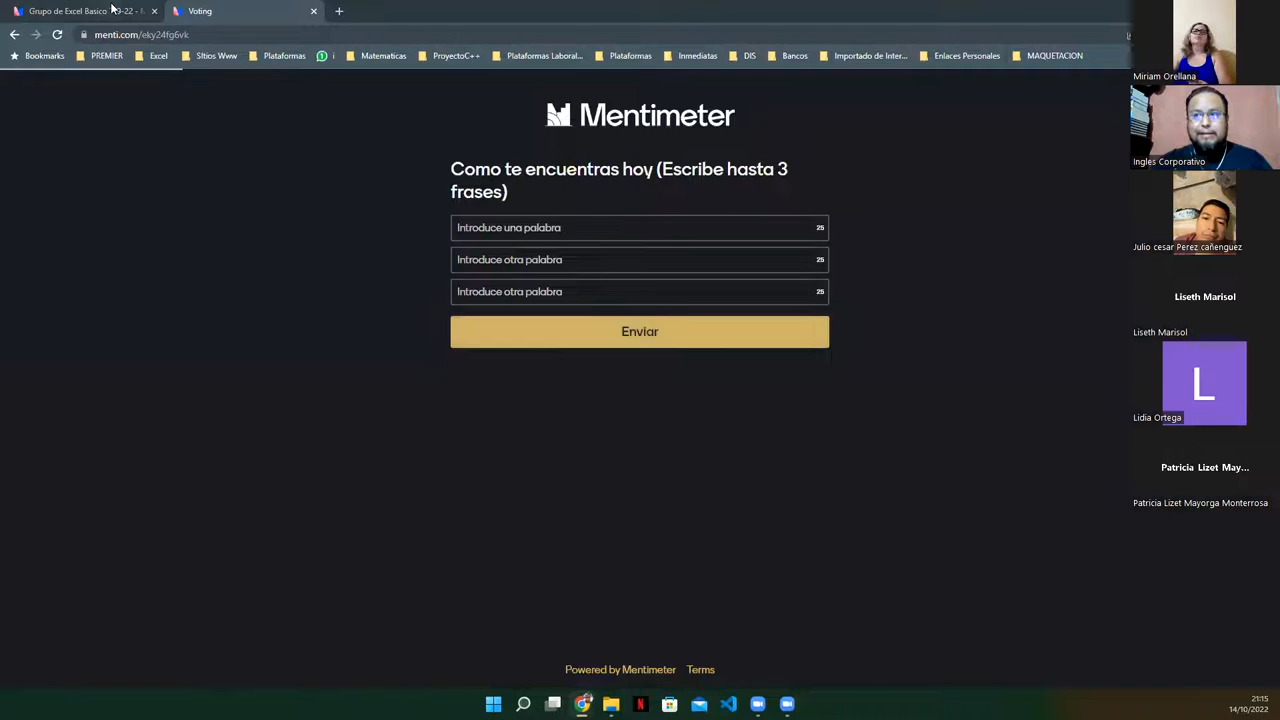 Grupo de Excel Basico
9-22 -
Voting
menti.com/eky24fg6vk
Bookmarks
PREMIER
Excel
SItios Www
Plataformas
i
Matematicas
ProyectoC++
Plataformas Laboral...
Plataformas
Inmediatas
DIS
Bancos
Importado de Inter...
Enlaces Personales
MAQUETACION
Mentimeter
Como te encuentras hoy (Escribe hasta 3
frases)
Introduce una palabra
25
Introduce otra palabra
25
Introduce otra palabra
25
Enviar
Powered by Mentimeter
Terms
Miriam Orellana
Ingles Corporativo
Julio cesar Perez cañenguez
Liseth Marisol
Liseth Marisol
L
Lidia Ortega
Patricia Lizet May...
Patricia Lizet Mayorga Monterrosa
N
21:15
14/10/2022